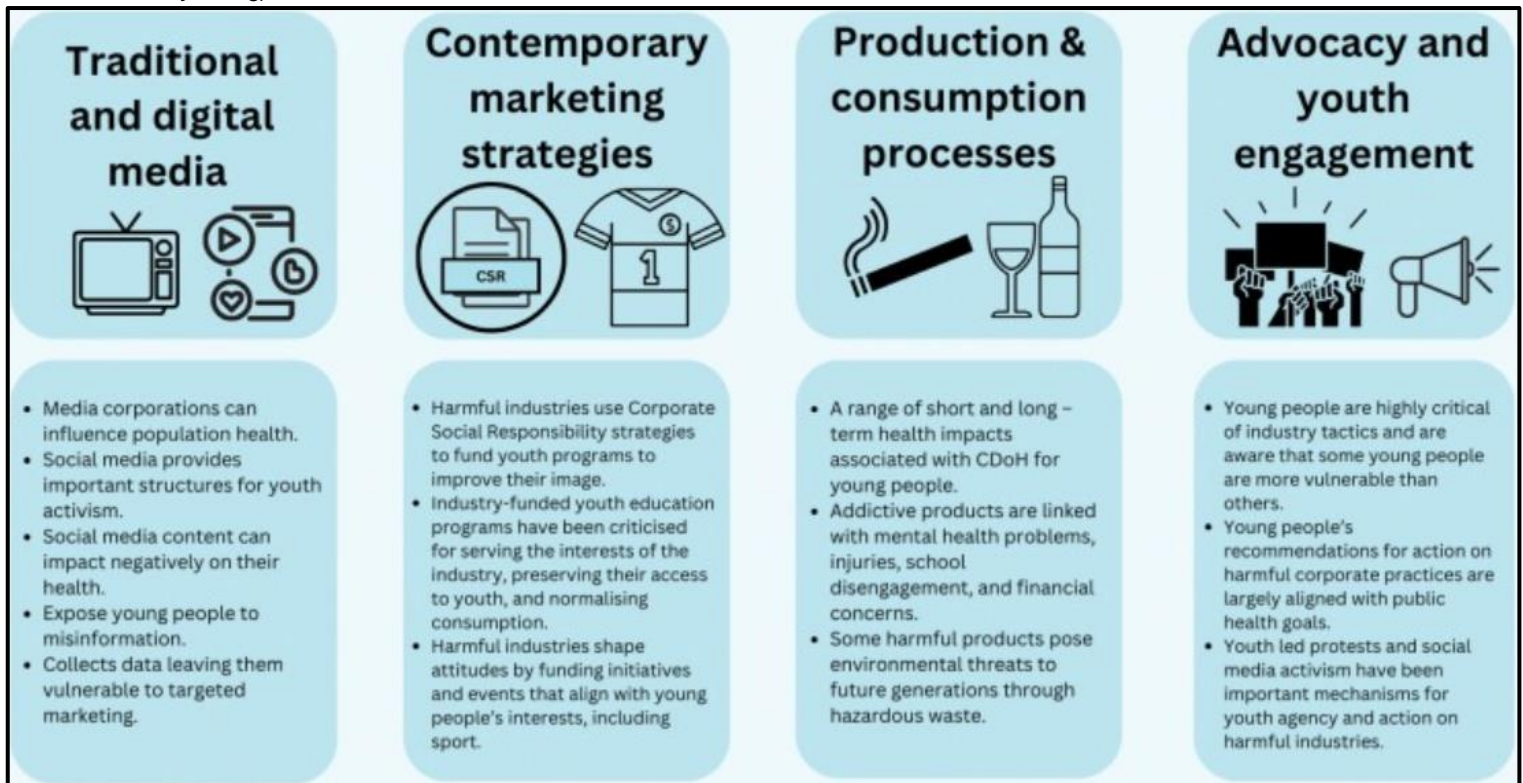 Traditional
and digital
media
Contemporary
marketing
strategies
CSR
$
1
Production &
consumption
processes
Advocacy and
youth
engagement
• Media corporations can
influence population health.
• Social media provides
important structures for youth
activism.
• Social media content can
impact negatively on their
health.
• Expose young people to
misinformation.
• Collects data leaving them
vulnerable to targeted
marketing.
• Harmful industries use Corporate
Social Responsibility strategies
to fund youth programs to
improve their image.
• Industry-funded youth education
programs have been criticised
for serving the interests of the
industry, preserving their access
to youth, and normalising
consumption.
• Harmful industries shape
attitudes by funding initiatives
and events that align with young
people's interests, including
sport.
• A range of short and long –
term health impacts
associated with CDoH for
young people.
• Addictive products are linked
with mental health problems,
injuries, school
disengagement, and financial
concerns.
• Some harmful products pose
environmental threats to
future generations through
hazardous waste.
• Young people are highly critical
of industry tactics and are
aware that some young people
are more vulnerable than
others.
• Young people's
recommendations for action on
harmful corporate practices are
largely aligned with public
health goals.
• Youth led protests and social
media activism have been
important mechanisms for
youth agency and action on
harmful industries.